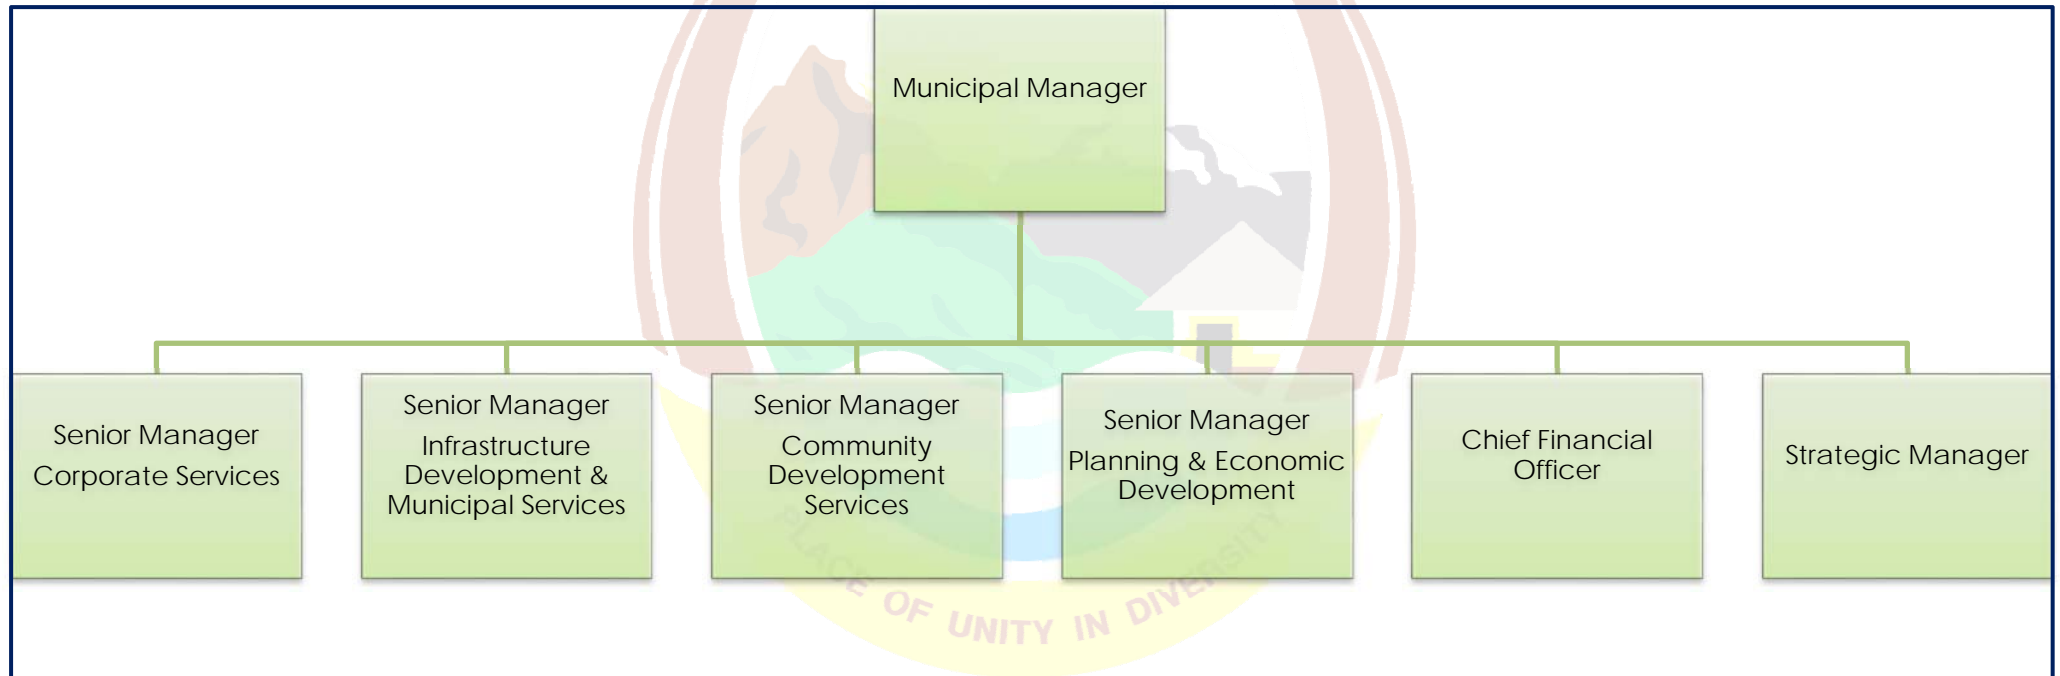 Municipal Manager
Senior Manager
Corporate Services
Senior Manager
Infrastructure
Development &
Municipal Services
Senior Manager
Community
Development
Services
Senior Manager
Planning & Economic
Development
Chief Financial
Officer
Strategic Manager
PLACE OF UNITY IN DIVERSITY